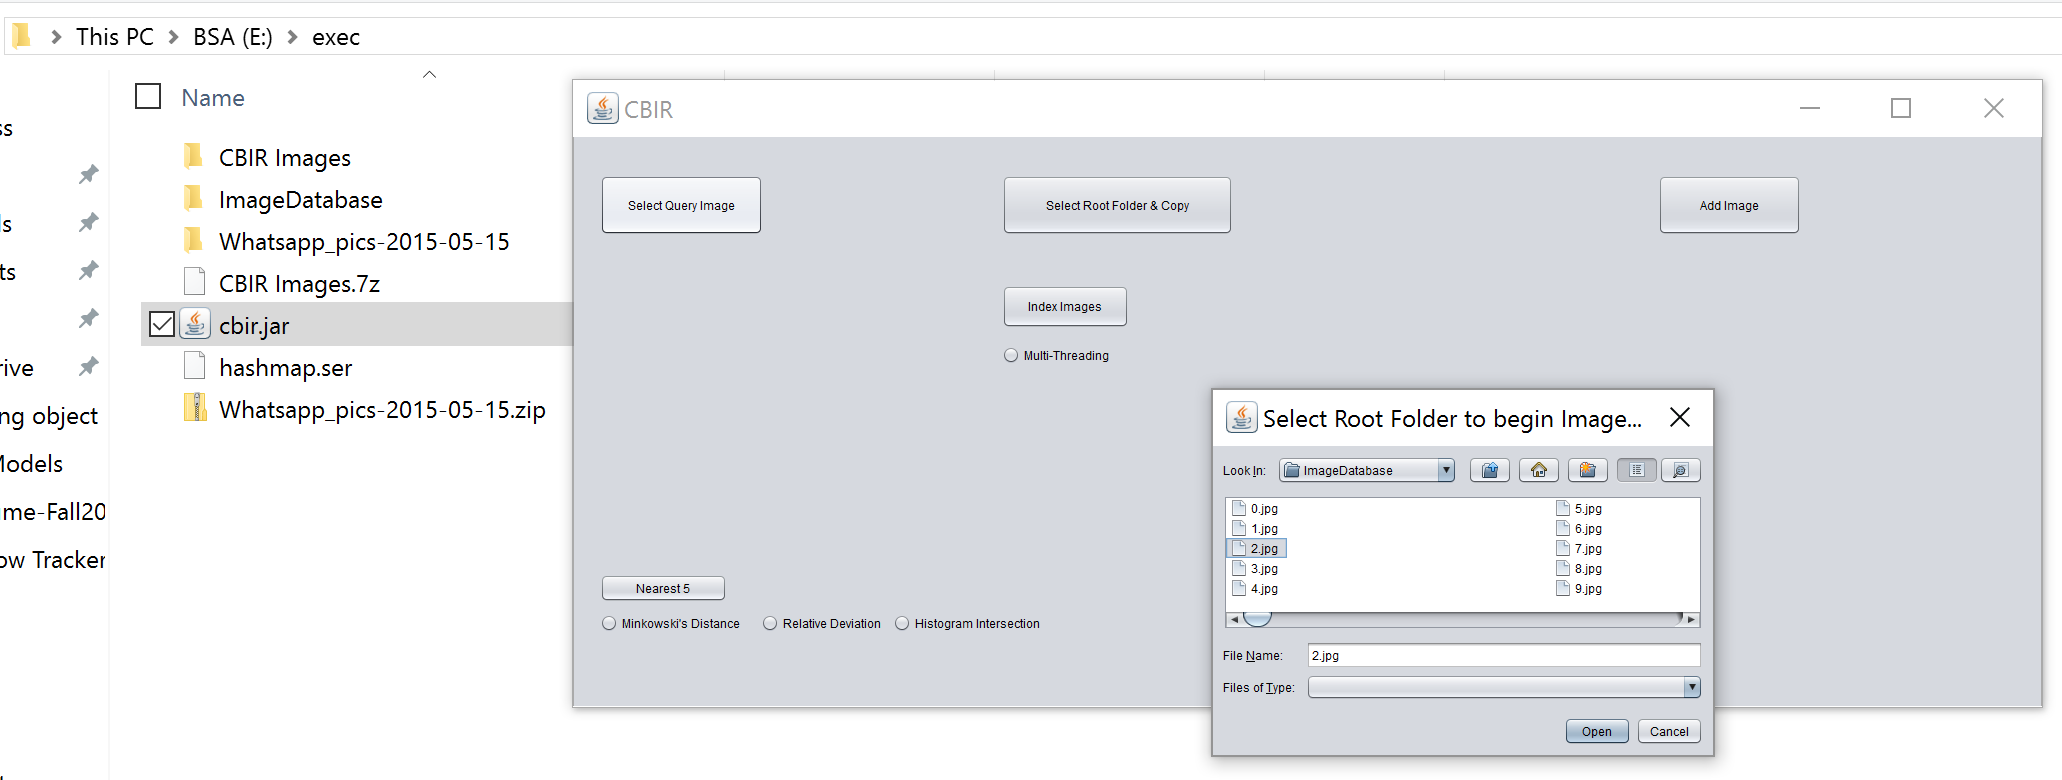 This PC > BSA (E:) > exec
Name
CBIR Images
ImageDatabase
Whatsapp_pics-2015-05-15
CBIR Images.7z
cbir.jar
hashmap.ser
Whatsapp_pics-2015-05-15.zip
ss
ls
ts
rive
ng object
Models
me-Fall20
ow Tracker
CBIR
Select Query Image
Select Root Folder & Copy
Add Image
Index Images
Multi-Threading
Nearest 5
Minkowski's Distance
Relative Deviation
Histogram Intersection
Select Root Folder to begin Image...
Look In: ImageDatabase
0.jpg
1.jpg
2.jpg
3.jpg
4.jpg
5.jpg
6.jpg
7.jpg
8.jpg
9.jpg
File Name: 2.jpg
Files of Type:
Open Cancel